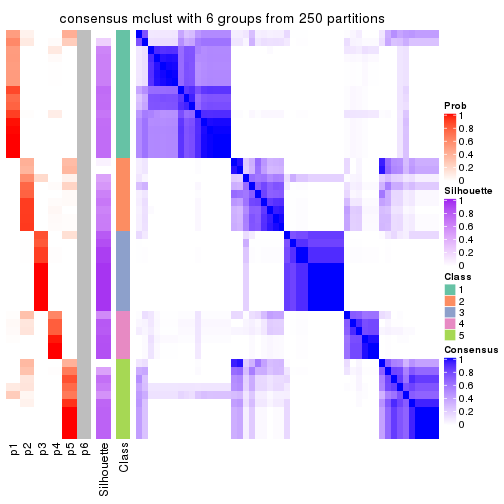 consensus mclust with 6 groups from 250 partitions
Prob
1
0.8
0.6
0.4
0.2
0
Silhouette
1
0.8
0.6
0.4
0.2
0
Class
1
2
3
4
5
Consensus
1
0.8
0.6
0.4
0.2
0
p1
p2
p3
p4
p5
p6
Silhouette
Class